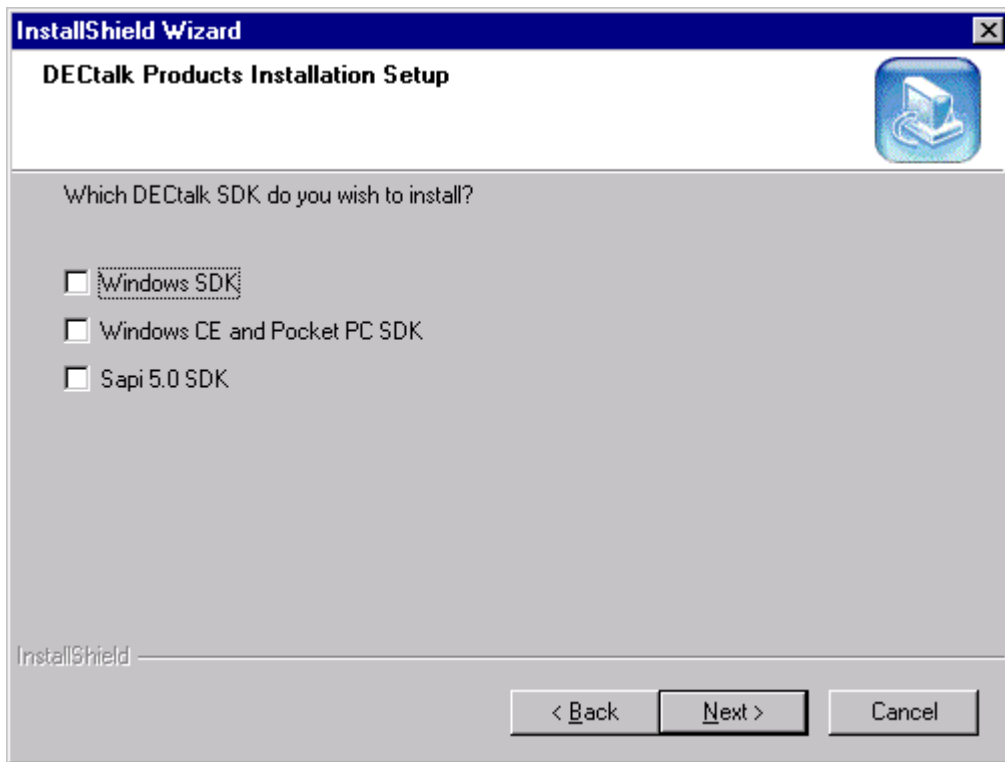 InstallShield Wizard
DECtalk Products Installation Setup
Which DECtalk SDK do you wish to install?
Windows SDK
Windows CE and Pocket PC SDK
Sapi 5.0 SDK
InstallShield
< Back Next > Cancel